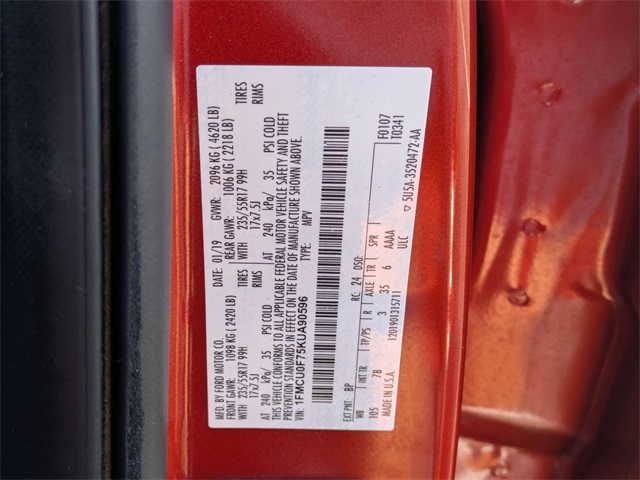 MFD. BY FORD MOTOR CO. DATE: 01/19 GVWR: 2096 KG ( 4620 LB)
FRONT GAWR: 1098 KG ( 2420 LB) REAR GAWR: 1006 KG ( 2218 LB)
WITH 235/55R17 99H TIRES WITH 235/55R17 99H TIRES
17x7.5J RIMS 17x7.5J RIMS
AT 240 kPa/ 35 PSI COLD AT 240 kPa/ 35 PSI COLD
THIS VEHICLE CONFORMS TO ALL APPLICABLE FEDERAL MOTOR VEHICLE SAFETY AND THEFT
PREVENTION STANDARDS IN EFFECT ON THE DATE OF MANUFACTURE SHOWN ABOVE.
VIN: 1FMCU0F75KUA90596 TYPE: MPV
F0107
T0341
EXT PNT: BP RC: 24 DSO:
WB INT TR TP/PS R AXLE TR SPR
105 7B 3 35 6 AAAA
MADE IN U.S.A. 1201901315711 ULC
▽ 5U5A-3520472-AA